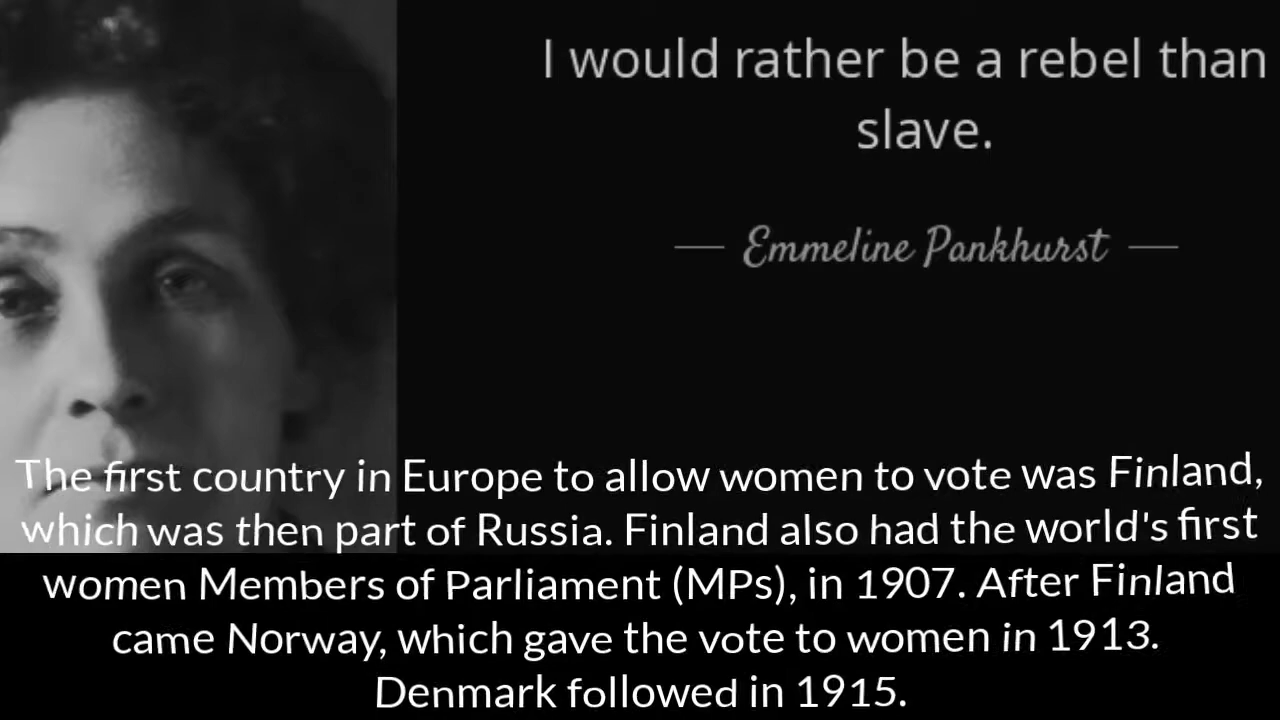 I would rather be a rebel than
slave.
— Emmeline Pankhurst —
The first country in Europe to allow women to vote was Finland,
which was then part of Russia. Finland also had the world's first
women Members of Parliament (MPs), in 1907. After Finland
came Norway, which gave the vote to women in 1913.
Denmark followed in 1915.